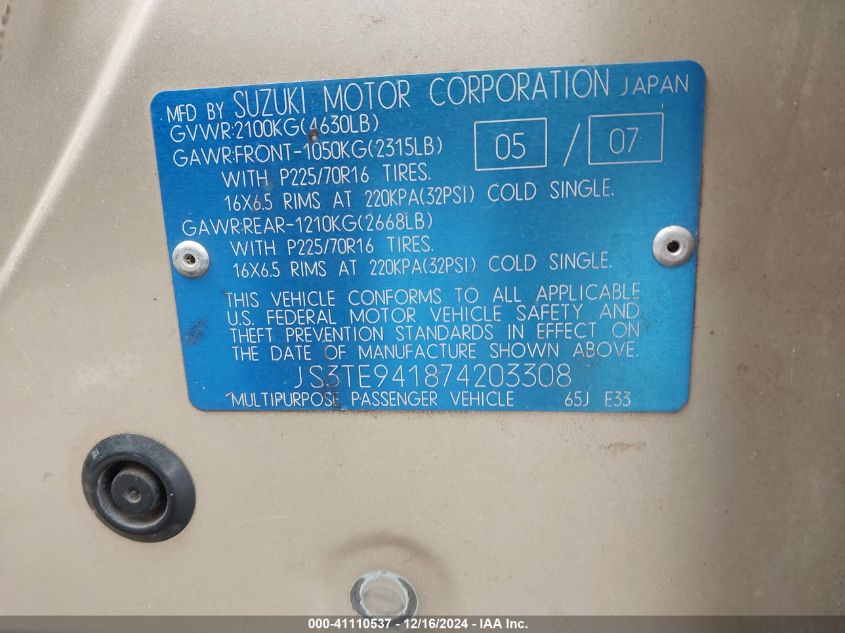 MFD BY SUZUKI MOTOR CORPORATION JAPAN
GVWR:2100KG(4630LB)
GAWR:FRONT-1050KG(2315LB) 05 / 07
WITH P225/70R16 TIRES.
16X6.5 RIMS AT 220KPA(32PSI) COLD SINGLE.
GAWR:REAR-1210KG(2668LB)
WITH P225/70R16 TIRES.
16X6.5 RIMS AT 220KPA(32PSI) COLD SINGLE.
THIS VEHICLE CONFORMS TO ALL APPLICABLE
U.S. FEDERAL MOTOR VEHICLE SAFETY AND
THEFT PREVENTION STANDARDS IN EFFECT ON
THE DATE OF MANUFACTURE SHOWN ABOVE.
JS3TE941874203308
MULTIPURPOSE PASSENGER VEHICLE 65J E33
000-41110537 - 12/16/2024 - IAA Inc.